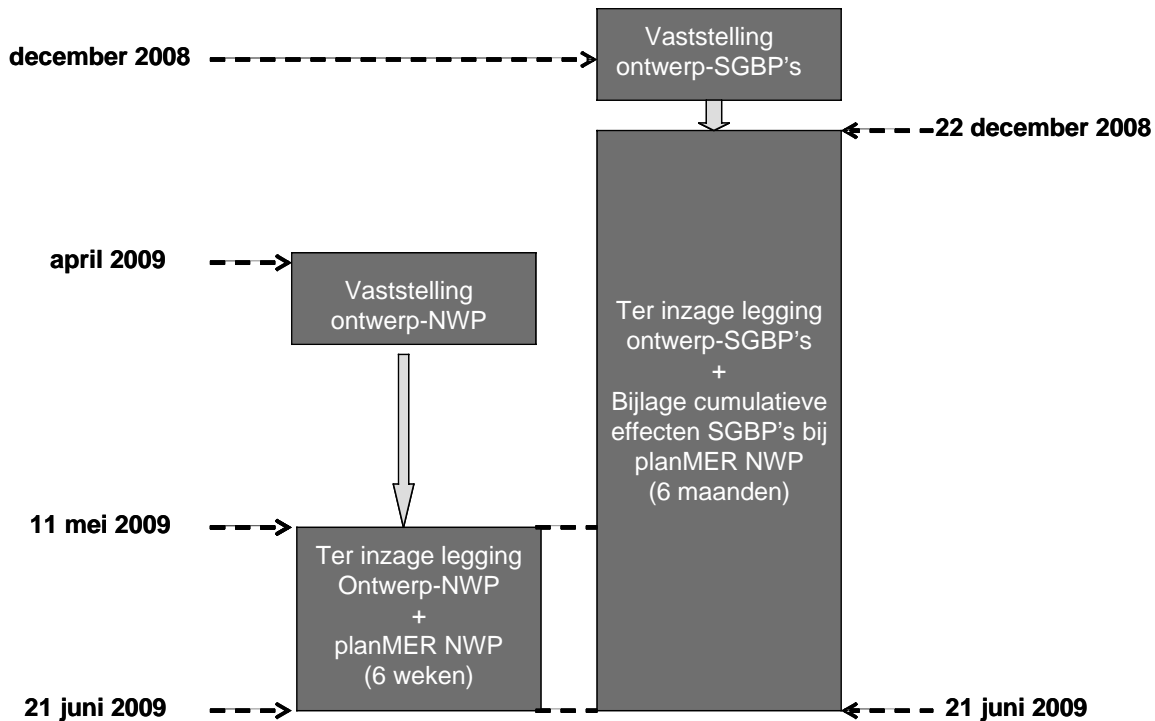 december 2008
Vaststelling
ontwerp-SGBP's
22 december 2008
april 2009
Vaststelling
ontwerp-NWP
Ter inzage legging
ontwerp-SGBP's
+
Bijlage cumulatieve
effecten SGBP's bij
planMER NWP
(6 maanden)
11 mei 2009
Ter inzage legging
Ontwerp-NWP
+
planMER NWP
(6 weken)
21 juni 2009
21 juni 2009